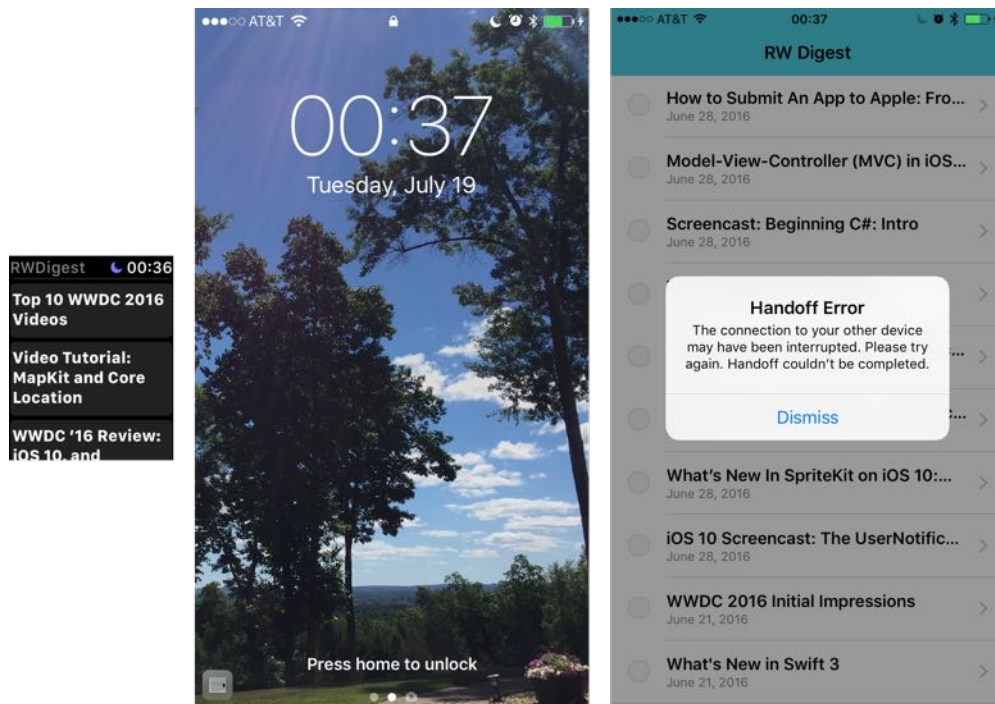 RWDigest 00:36
Top 10 WWDC 2016
Videos
Video Tutorial:
MapKit and Core
Location
WWDC '16 Review:
iOS 10, and
AT&T
00:37
Tuesday, July 19
Press home to unlock
AT&T 00:37
RW Digest
How to Submit An App to Apple: Fro...
June 28, 2016
Model-View-Controller (MVC) in iOS...
June 28, 2016
Screencast: Beginning C#: Intro
June 28, 2016
Handoff Error
The connection to your other device
may have been interrupted. Please try
again. Handoff couldn't be completed.
Dismiss
What's New In SpriteKit on iOS 10:...
June 28, 2016
iOS 10 Screencast: The UserNotific...
June 28, 2016
WWDC 2016 Initial Impressions
June 21, 2016
What's New in Swift 3
June 21, 2016